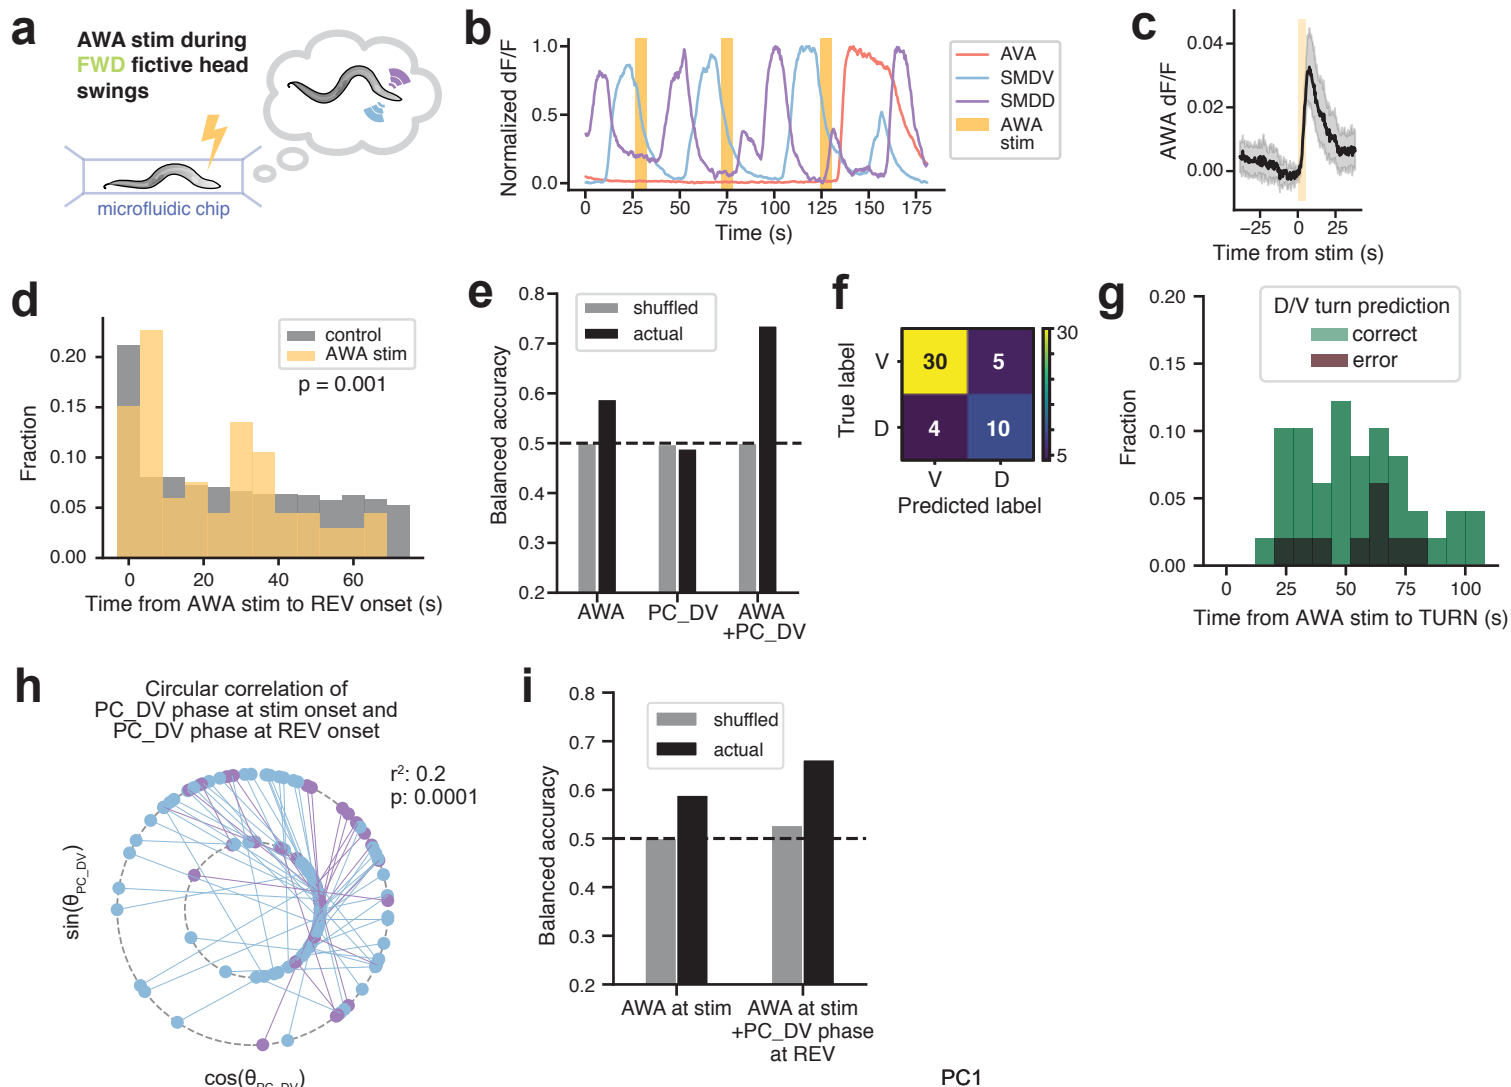 a
AWA stim during
FWD fictive head
swings
microfluidic chip
b
Normalized dF/F
1.0
0.5
0.0
0
25
50
75
100
125
150
175
Time (s)
AVA
SMDV
SMDD
AWA
stim
c
AWA dF/F
0.04
0.02
0.00
−25
0
25
Time from stim (s)
d
Fraction
0.20
0.15
0.10
0.05
0.00
control
AWA stim
p = 0.001
0
20
40
60
Time from AWA stim to REV onset (s)
e
Balanced accuracy
0.8
0.7
0.6
0.5
0.4
0.3
0.2
shuffled
actual
AWA
PC_DV
AWA
+PC_DV
f
True label
V
D
30
5
4
10
V
D
Predicted label
30
5
g
Fraction
0.20
0.15
0.10
0.05
0.00
D/V turn prediction
correct
error
0
25
50
75
100
Time from AWA stim to TURN (s)
h
Circular correlation of
PC_DV phase at stim onset and
PC_DV phase at REV onset
r²: 0.2
p: 0.0001
sin(θPC_DV)
cos(θPC_DV)
i
Balanced accuracy
0.8
0.7
0.6
0.5
0.4
0.3
0.2
shuffled
actual
AWA at stim
AWA at stim
+PC_DV phase
at REV
PC1